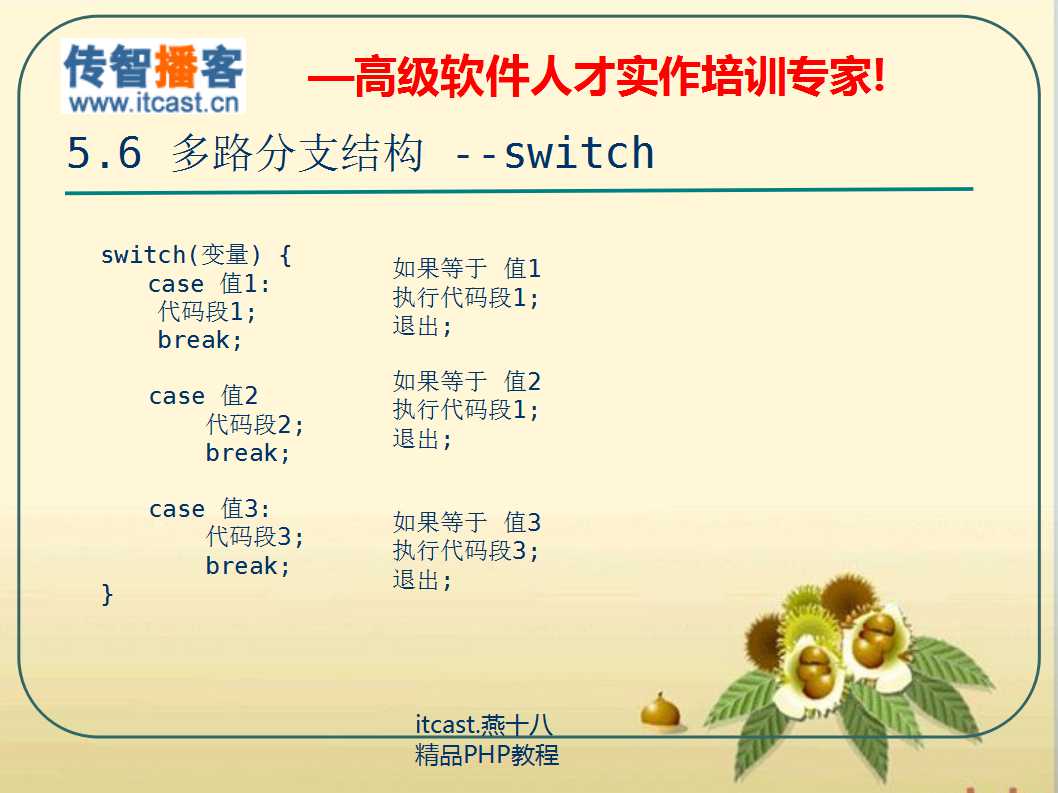 传智播客
www.itcast.cn
—高级软件人才实作培训专家!
5.6 多路分支结构 --switch
switch(变量) {
case 值1:
代码段1;
break;
case 值2
代码段2;
break;
case 值3:
代码段3;
break;
}
如果等于 值1
执行代码段1;
退出;
如果等于 值2
执行代码段1;
退出;
如果等于 值3
执行代码段3;
退出;
itcast.燕十八
精品PHP教程